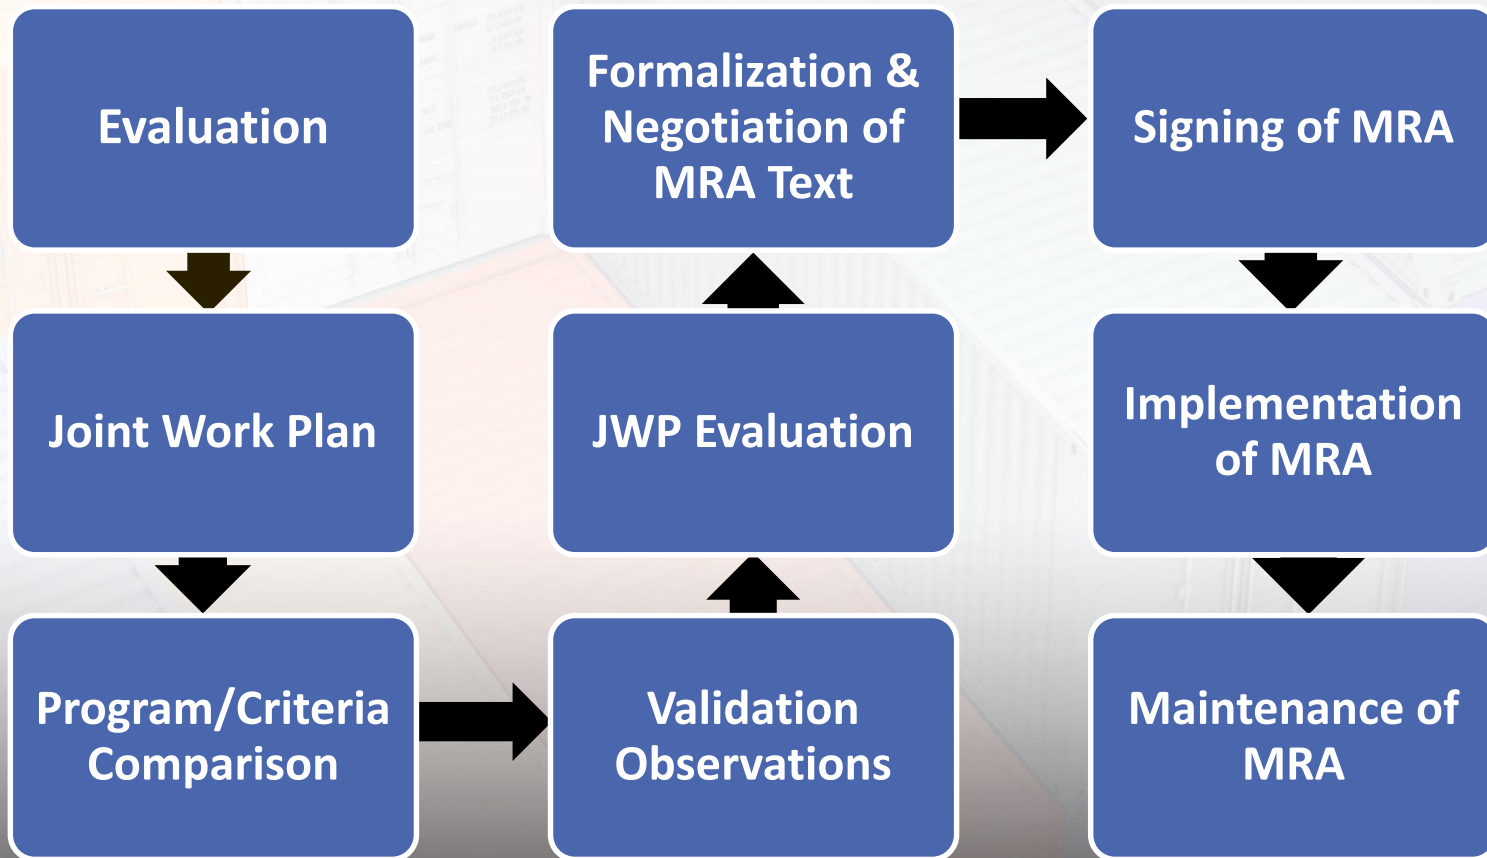 Evaluation
Joint Work Plan
Program/Criteria
Comparison
Validation
Observations
JWP Evaluation
Formalization &
Negotiation of
MRA Text
Signing of MRA
Implementation
of MRA
Maintenance of
MRA